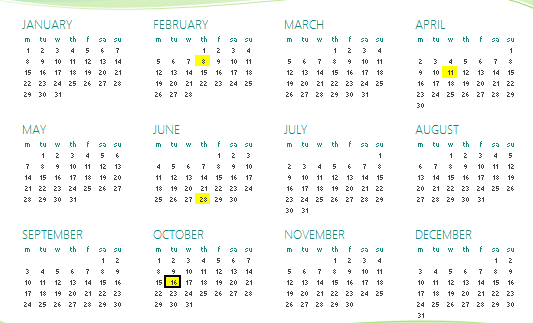 JANUARY
m tu w th f sa su
1 2 3 4 5 6 7
8 9 10 11 12 13 14
15 16 17 18 19 20 21
22 23 24 25 26 27 28
29 30 31
FEBRUARY
m tu w th f sa su
1 2 3 4
5 6 7 8 9 10 11
12 13 14 15 16 17 18
19 20 21 22 23 24 25
26 27 28
MARCH
m tu w th f sa su
1 2 3 4
5 6 7 8 9 10 11
12 13 14 15 16 17 18
19 20 21 22 23 24 25
26 27 28 29 30 31
APRIL
m tu w th f sa su
1
2 3 4 5 6 7 8
9 10 11 12 13 14 15
16 17 18 19 20 21 22
23 24 25 26 27 28 29
30
MAY
m tu w th f sa su
1 2 3 4 5 6
7 8 9 10 11 12 13
14 15 16 17 18 19 20
21 22 23 24 25 26 27
28 29 30 31
JUNE
m tu w th f sa su
1 2 3
4 5 6 7 8 9 10
11 12 13 14 15 16 17
18 19 20 21 22 23 24
25 26 27 28 29 30
JULY
m tu w th f sa su
1
2 3 4 5 6 7 8
9 10 11 12 13 14 15
16 17 18 19 20 21 22
23 24 25 26 27 28 29
30 31
AUGUST
m tu w th f sa su
1 2 3 4 5
6 7 8 9 10 11 12
13 14 15 16 17 18 19
20 21 22 23 24 25 26
27 28 29 30 31
SEPTEMBER
m tu w th f sa su
1 2
3 4 5 6 7 8 9
10 11 12 13 14 15 16
17 18 19 20 21 22 23
24 25 26 27 28 29 30
OCTOBER
m tu w th f sa su
1 2 3 4 5 6 7
8 9 10 11 12 13 14
15 16 17 18 19 20 21
22 23 24 25 26 27 28
29 30 31
NOVEMBER
m tu w th f sa su
1 2 3 4
5 6 7 8 9 10 11
12 13 14 15 16 17 18
19 20 21 22 23 24 25
26 27 28 29 30
DECEMBER
m tu w th f sa su
1 2
3 4 5 6 7 8 9
10 11 12 13 14 15 16
17 18 19 20 21 22 23
24 25 26 27 28 29 30
31